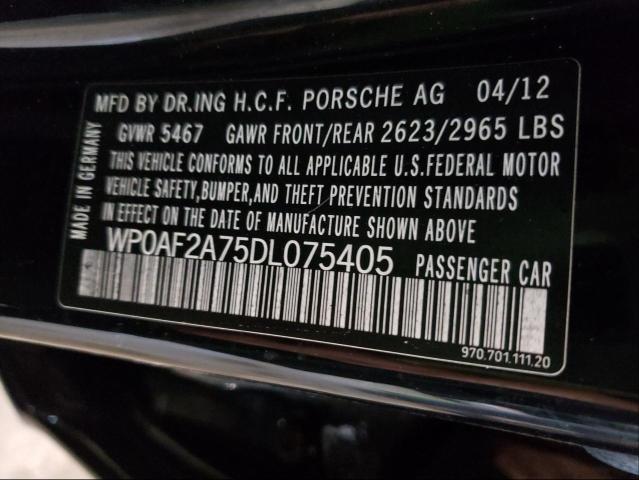 MFD BY DR.ING H.C.F. PORSCHE AG 04/12
GVWR 5467 GAWR FRONT/REAR 2623/2965 LBS
THIS VEHICLE CONFORMS TO ALL APPLICABLE U.S.FEDERAL MOTOR
VEHICLE SAFETY,BUMPER,AND THEFT PREVENTION STANDARDS
IN EFFECT ON THE DATE OF MANUFACTURE SHOWN ABOVE
MADE IN GERMANY
WP0AF2A75DL075405 PASSENGER CAR
970.701.111.20